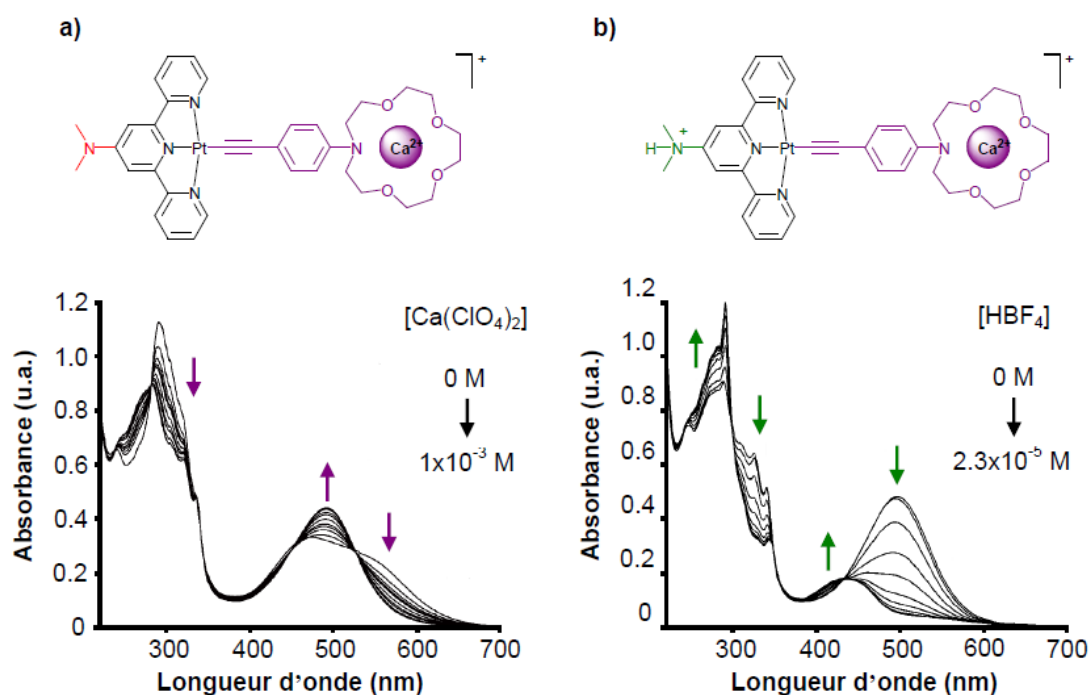 a)
+
N
N
N
Pt
N
N
O
O
O
O
O
Ca²⁺
b)
+
H
+
N
N
N
Pt
N
N
O
O
O
O
O
Ca²⁺
1.2
1.0
0.8
0.6
0.4
0.2
0
300 400 500 600 700
Absorbance (u.a.)
Longueur d'onde (nm)
[Ca(ClO₄)₂]
0 M
1x10⁻³ M
1.2
1.0
0.8
0.6
0.4
0.2
0
300 400 500 600 700
Absorbance (u.a.)
Longueur d'onde (nm)
[HBF₄]
0 M
2.3x10⁻⁵ M